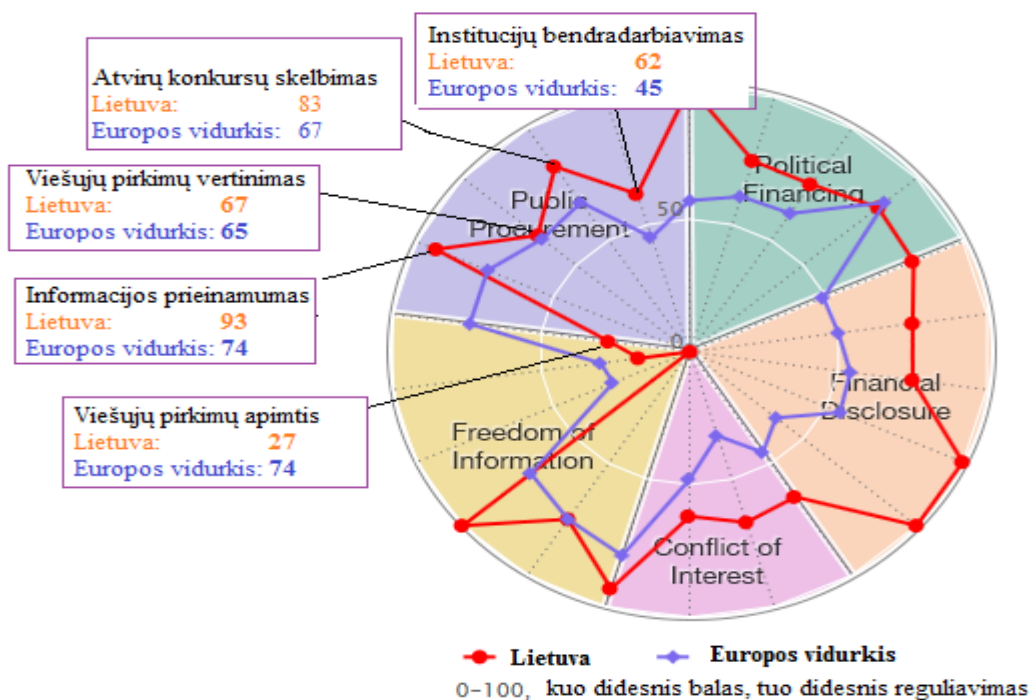 Institucijų bendradarbiavimas
Lietuva: 62
Europos vidurkis: 45
Atvirų konkursų skelbimas
Lietuva: 83
Europos vidurkis: 67
Viešujų pirkimų vertinimas
Lietuva: 67
Europos vidurkis: 65
Informacijos prieinamumas
Lietuva: 93
Europos vidurkis: 74
Viešujų pirkimų apimtis
Lietuva: 27
Europos vidurkis: 74
Political
Financing
Public
Procurement
50
0
Financial
Disclosure
Freedom of
Information
Conflict of
Interest
Lietuva
Europos vidurkis
0–100, kuo didesnis balas, tuo didesnis reguliavimas